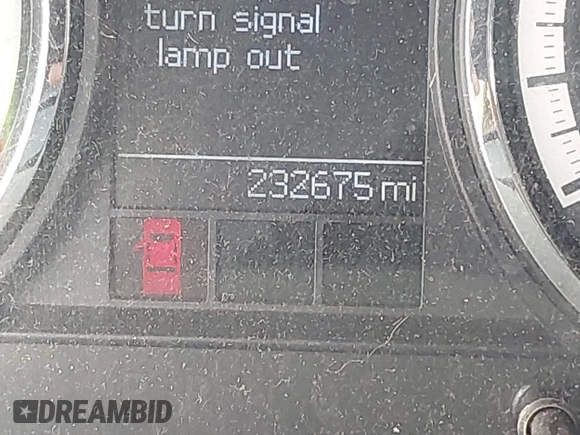 turn signal
lamp out
232675 mi
DREAMBID